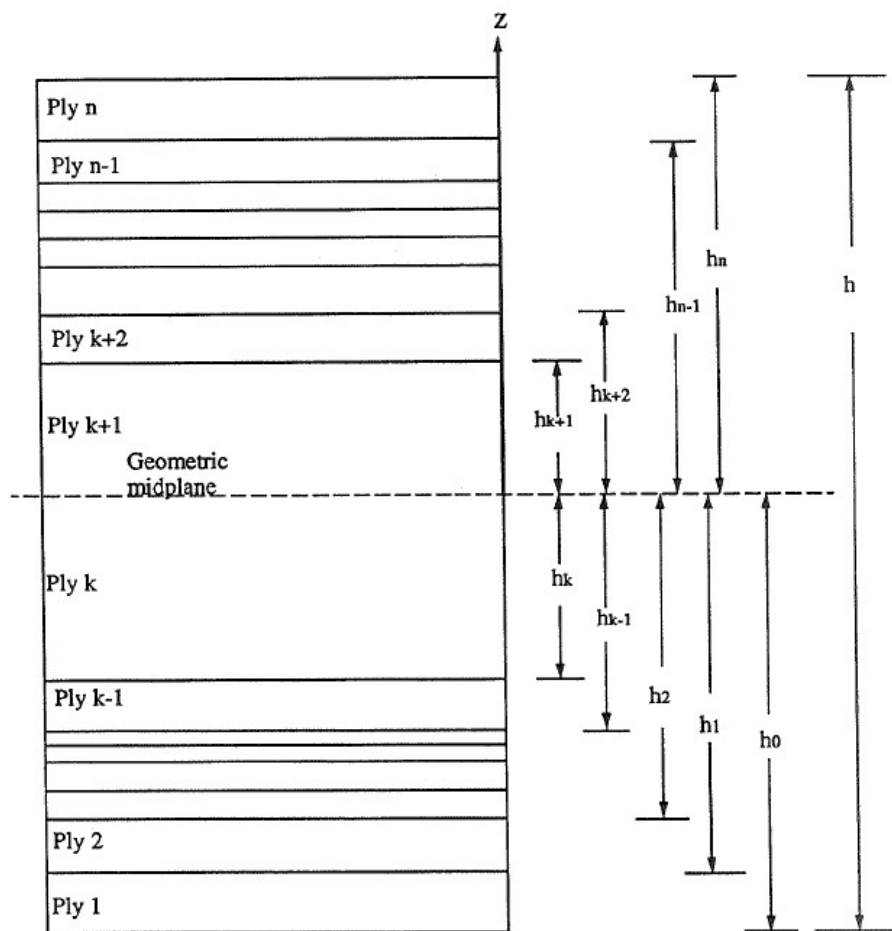 z
Ply n
Ply n-1
Ply k+2
Ply k+1
Geometric
midplane
Ply k
Ply k-1
Ply 2
Ply 1
hk+1
hk+2
hn-1
hn
h
hk
hk-1
h2
h1
h0